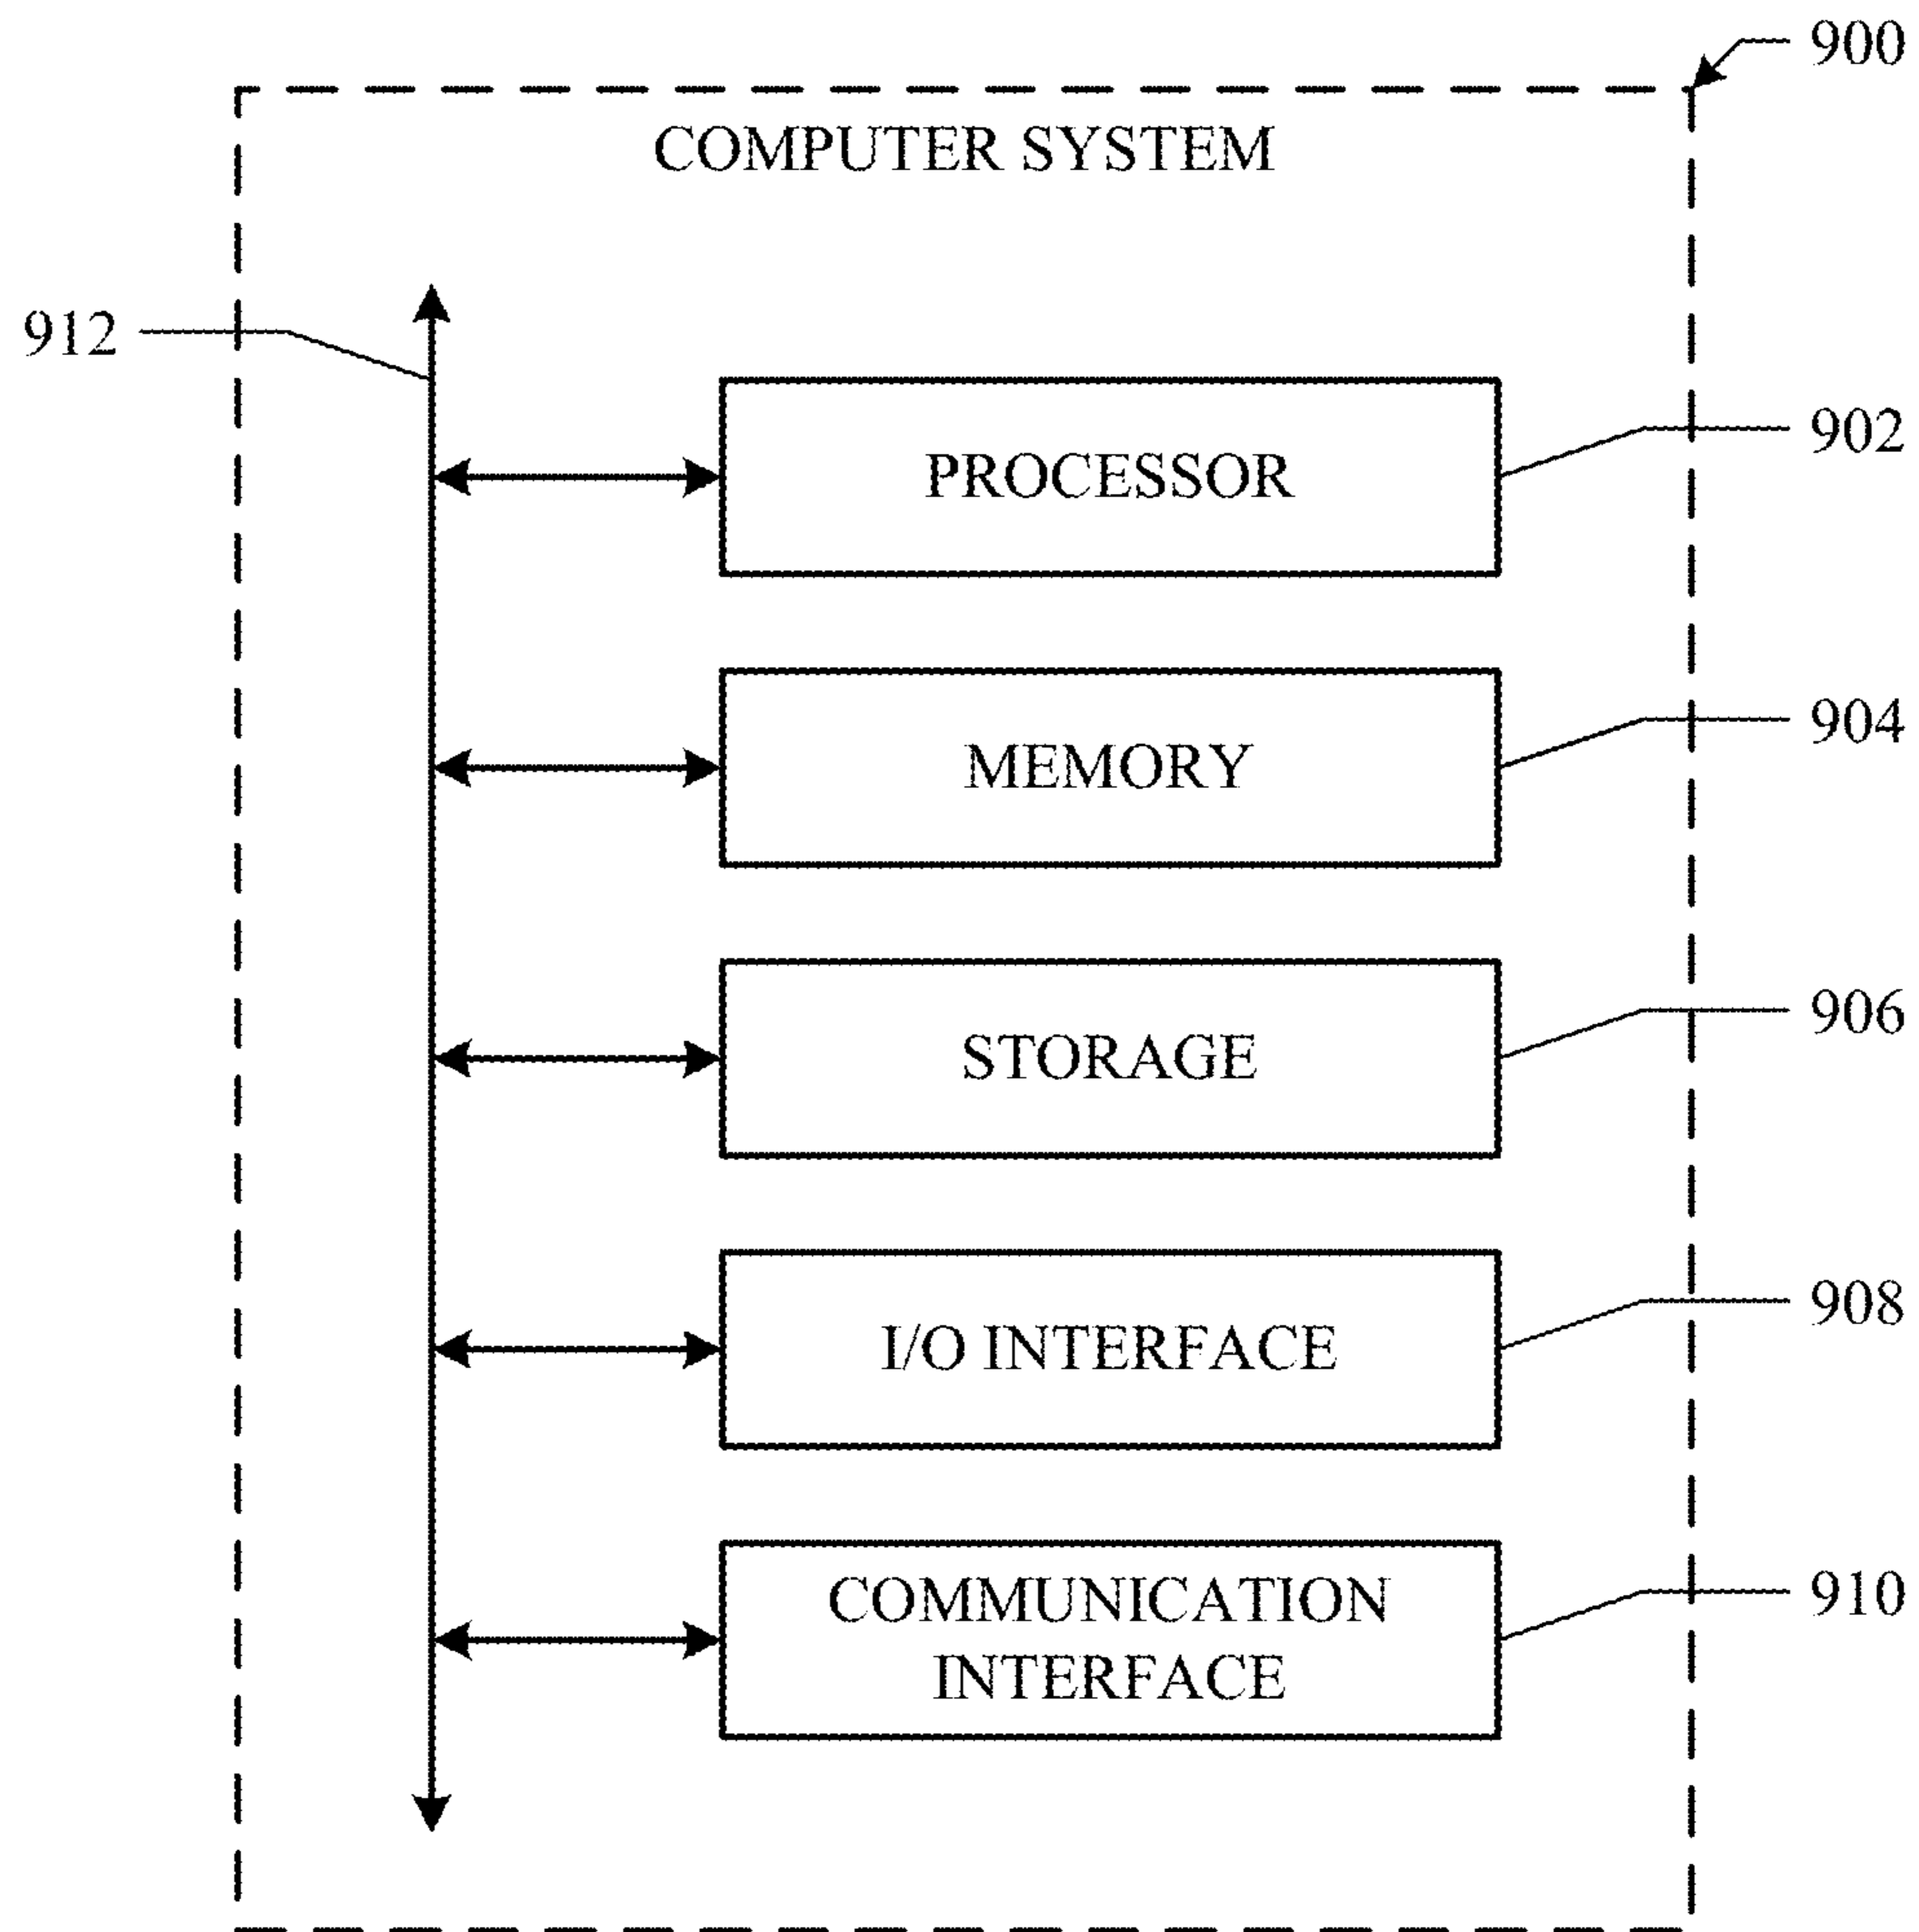 900
COMPUTER SYSTEM
912
PROCESSOR
902
MEMORY
904
STORAGE
906
I/O INTERFACE
908
COMMUNICATION
INTERFACE
910